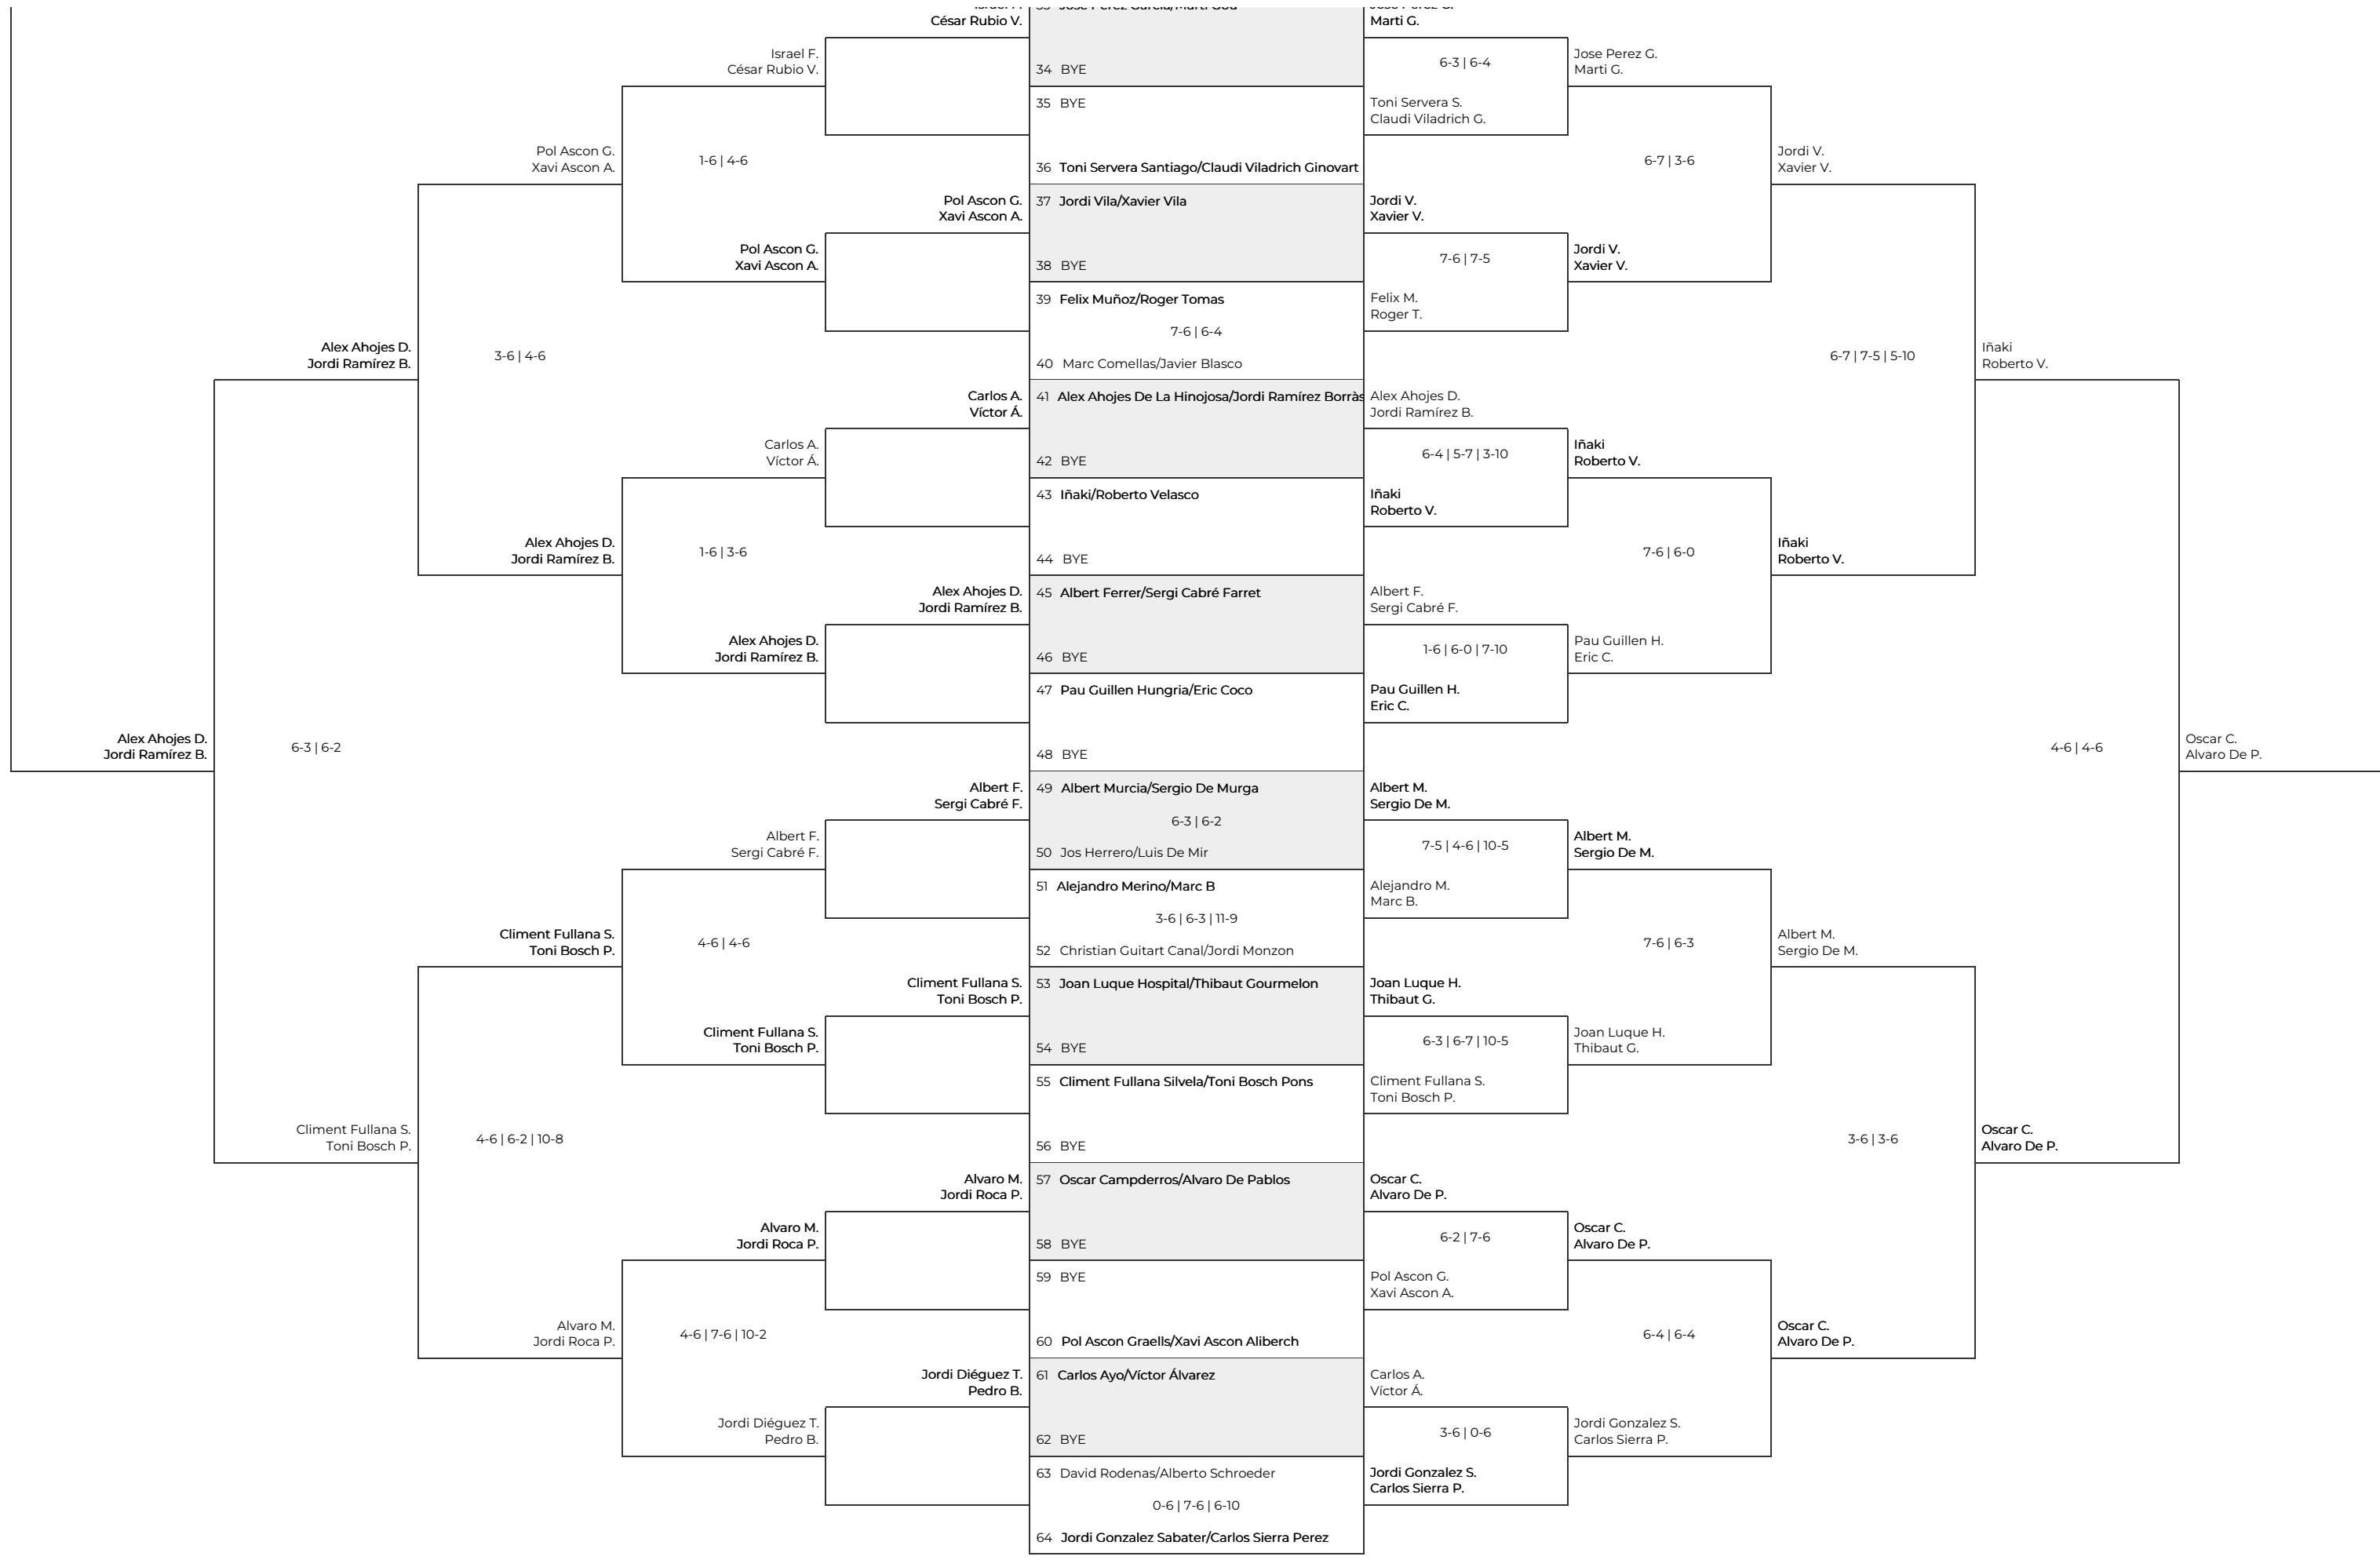 César Rubio V.
Marti G.
Israel F.
César Rubio V.
34 BYE
6-3 | 6-4
Jose Perez G.
Marti G.
35 BYE
Toni Servera S.
Claudi Viladrich G.
Pol Ascon G.
Xavi Ascon A.
1-6 | 4-6
36 Toni Servera Santiago/Claudi Viladrich Ginovart
6-7 | 3-6
Jordi V.
Xavier V.
Pol Ascon G.
Xavi Ascon A.
37 Jordi Vila/Xavier Vila
Jordi V.
Xavier V.
Pol Ascon G.
Xavi Ascon A.
38 BYE
7-6 | 7-5
Jordi V.
Xavier V.
39 Felix Muñoz/Roger Tomas
7-6 | 6-4
Felix M.
Roger T.
Alex Ahojes D.
Jordi Ramírez B.
3-6 | 4-6
40 Marc Comellas/Javier Blasco
6-7 | 7-5 | 5-10
Iñaki
Roberto V.
Carlos A.
Víctor Á.
41 Alex Ahojes De La Hinojosa/Jordi Ramírez Borràs
Alex Ahojes D.
Jordi Ramírez B.
Carlos A.
Víctor Á.
42 BYE
6-4 | 5-7 | 3-10
Iñaki
Roberto V.
43 Iñaki/Roberto Velasco
Iñaki
Roberto V.
Alex Ahojes D.
Jordi Ramírez B.
1-6 | 3-6
44 BYE
7-6 | 6-0
Iñaki
Roberto V.
Alex Ahojes D.
Jordi Ramírez B.
45 Albert Ferrer/Sergi Cabré Farret
Albert F.
Sergi Cabré F.
Alex Ahojes D.
Jordi Ramírez B.
46 BYE
1-6 | 6-0 | 7-10
Pau Guillen H.
Eric C.
47 Pau Guillen Hungria/Eric Coco
Pau Guillen H.
Eric C.
Alex Ahojes D.
Jordi Ramírez B.
6-3 | 6-2
48 BYE
4-6 | 4-6
Oscar C.
Alvaro De P.
Albert F.
Sergi Cabré F.
49 Albert Murcia/Sergio De Murga
6-3 | 6-2
Albert M.
Sergio De M.
Albert F.
Sergi Cabré F.
50 Jos Herrero/Luis De Mir
7-5 | 4-6 | 10-5
Albert M.
Sergio De M.
51 Alejandro Merino/Marc B
3-6 | 6-3 | 11-9
Alejandro M.
Marc B.
Climent Fullana S.
Toni Bosch P.
4-6 | 4-6
52 Christian Guitart Canal/Jordi Monzon
7-6 | 6-3
Albert M.
Sergio De M.
Climent Fullana S.
Toni Bosch P.
53 Joan Luque Hospital/Thibaut Gourmelon
Joan Luque H.
Thibaut G.
Climent Fullana S.
Toni Bosch P.
54 BYE
6-3 | 6-7 | 10-5
Joan Luque H.
Thibaut G.
55 Climent Fullana Silvela/Toni Bosch Pons
Climent Fullana S.
Toni Bosch P.
Climent Fullana S.
Toni Bosch P.
4-6 | 6-2 | 10-8
56 BYE
3-6 | 3-6
Oscar C.
Alvaro De P.
Alvaro M.
Jordi Roca P.
57 Oscar Campderros/Alvaro De Pablos
Oscar C.
Alvaro De P.
Alvaro M.
Jordi Roca P.
58 BYE
6-2 | 7-6
Oscar C.
Alvaro De P.
59 BYE
Pol Ascon G.
Xavi Ascon A.
Alvaro M.
Jordi Roca P.
4-6 | 7-6 | 10-2
60 Pol Ascon Graells/Xavi Ascon Aliberch
6-4 | 6-4
Oscar C.
Alvaro De P.
Jordi Diéguez T.
Pedro B.
61 Carlos Ayo/Víctor Álvarez
Carlos A.
Víctor Á.
Jordi Diéguez T.
Pedro B.
62 BYE
3-6 | 0-6
Jordi Gonzalez S.
Carlos Sierra P.
63 David Rodenas/Alberto Schroeder
0-6 | 7-6 | 6-10
Jordi Gonzalez S.
Carlos Sierra P.
64 Jordi Gonzalez Sabater/Carlos Sierra Perez